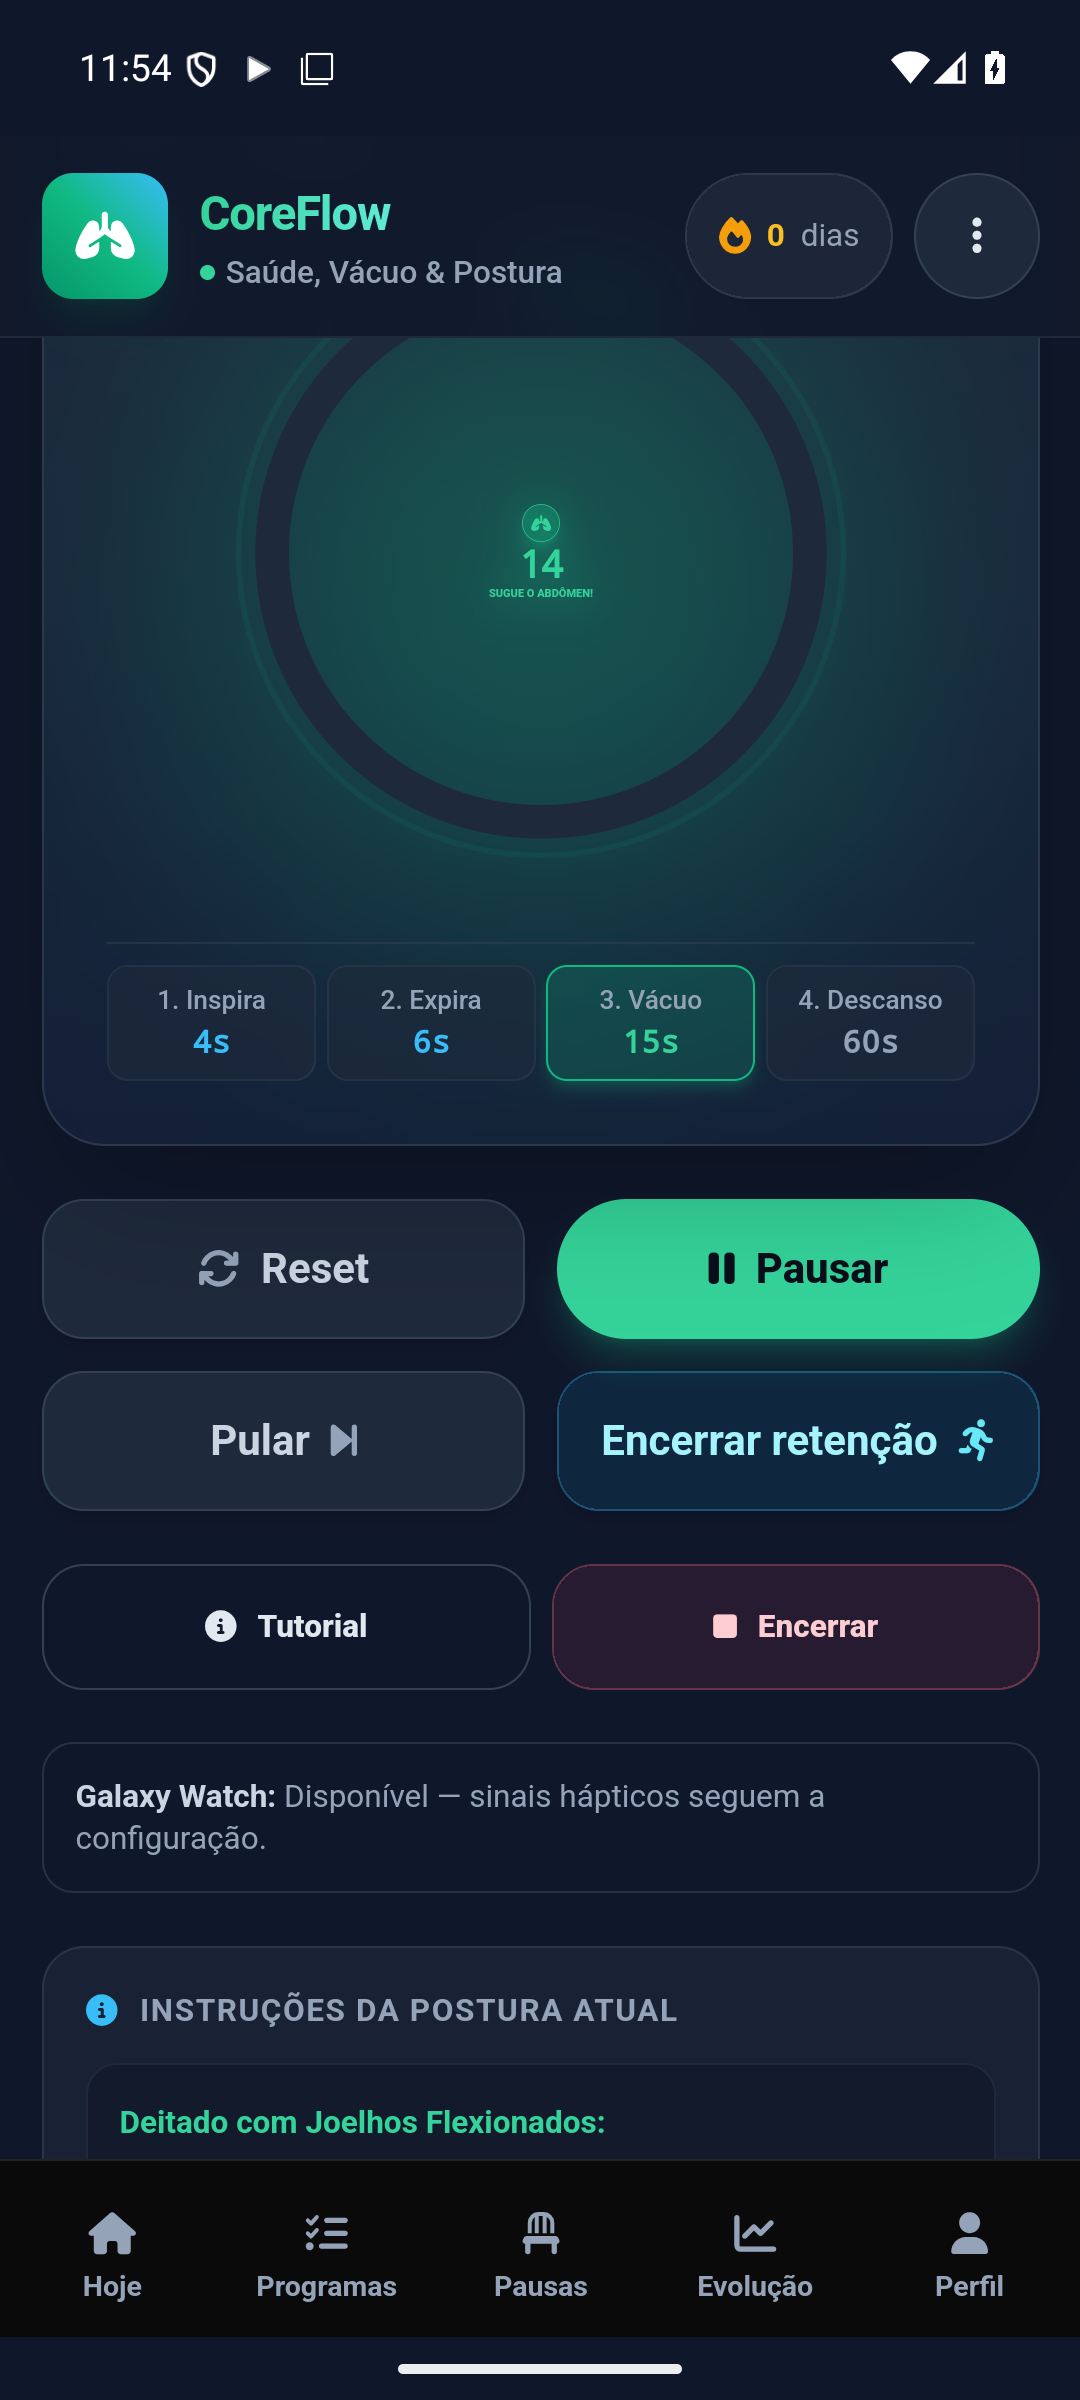 11:54
CoreFlow
Saúde, Vácuo & Postura
0 dias
14
SUGUE O ABDÔMEN!
1. Inspira
4s
2. Expira
6s
3. Vácuo
15s
4. Descanso
60s
Reset
Pausar
Pular
Encerrar retenção
Tutorial
Encerrar
Galaxy Watch: Disponível — sinais hápticos seguem a
configuração.
INSTRUÇÕES DA POSTURA ATUAL
Deitado com Joelhos Flexionados:
Hoje
Programas
Pausas
Evolução
Perfil